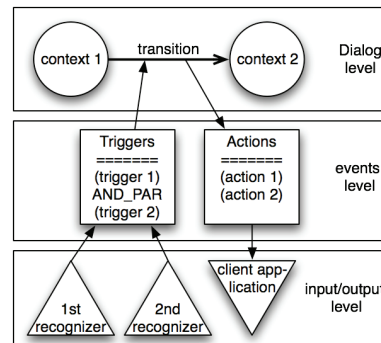 transition
context 1
context 2
Dialog
level
Triggers
=======
(trigger 1)
AND_PAR
(trigger 2)
Actions
=======
(action 1)
(action 2)
events
level
1st
recognizer
2nd
recognizer
client app-
lication
input/output
level